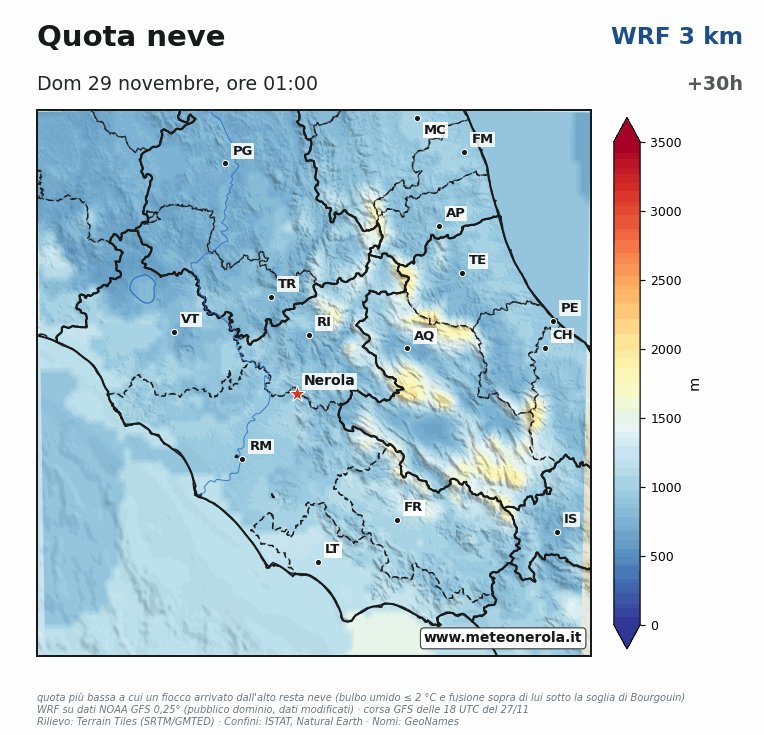 Quota neve
WRF 3 km
Dom 29 novembre, ore 01:00
+30h
MC
FM
PG
AP
TE
TR
PE
VT
RI
AQ
CH
Nerola
RM
FR
IS
LT
www.meteonerola.it
3500
3000
2500
2000
1500
1000
500
0
m
quota più bassa a cui un fiocco arrivato dall'alto resta neve (bulbo umido ≤ 2 °C e fusione sopra di lui sotto la soglia di Bourgouin)
WRF su dati NOAA GFS 0,25° (pubblico dominio, dati modificati) · corsa GFS delle 18 UTC del 27/11
Rilievo: Terrain Tiles (SRTM/GMTED) · Confini: ISTAT, Natural Earth · Nomi: GeoNames